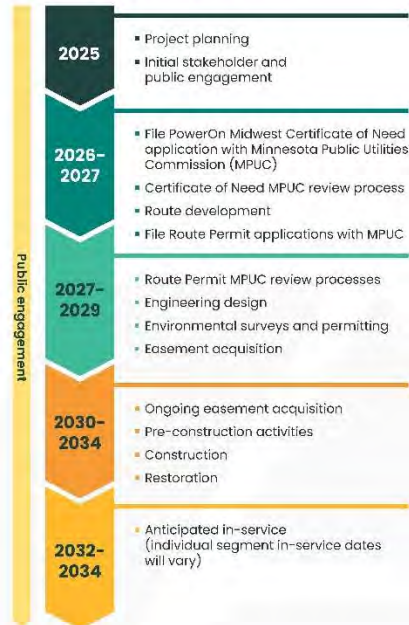 Public engagement
2025
▪ Project planning
▪ Initial stakeholder and
public engagement
2026-
2027
▪ File PowerOn Midwest Certificate of Need
application with Minnesota Public Utilities
Commission (MPUC)
▪ Certificate of Need MPUC review process
▪ Route development
▪ File Route Permit applications with MPUC
2027-
2029
▪ Route Permit MPUC review processes
▪ Engineering design
▪ Environmental surveys and permitting
▪ Easement acquisition
2030-
2034
▪ Ongoing easement acquisition
▪ Pre-construction activities
▪ Construction
▪ Restoration
2032-
2034
▪ Anticipated in-service
(individual segment in-service dates
will vary)